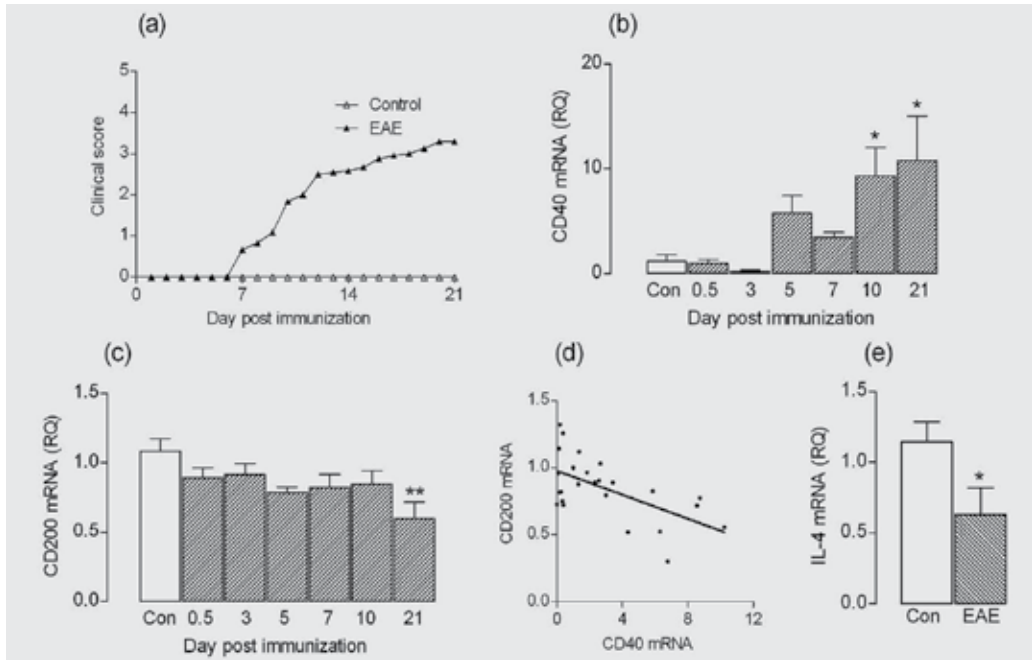 (a)
5
4
3
2
1
0
Clinical score
Control
EAE
0 7 14 21
Day post immunization
(b)
20
10
0
CD40 mRNA (RQ)
* *
Con 0.5 3 5 7 10 21
Day post immunization
(c)
1.5
1.0
0.5
0.0
CD200 mRNA (RQ)
**
Con 0.5 3 5 7 10 21
Day post immunization
(d)
1.5
1.0
0.5
0.0
CD200 mRNA
0 4 8 12
CD40 mRNA
(e)
1.5
1.0
0.5
0.0
IL-4 mRNA (RQ)
*
Con EAE